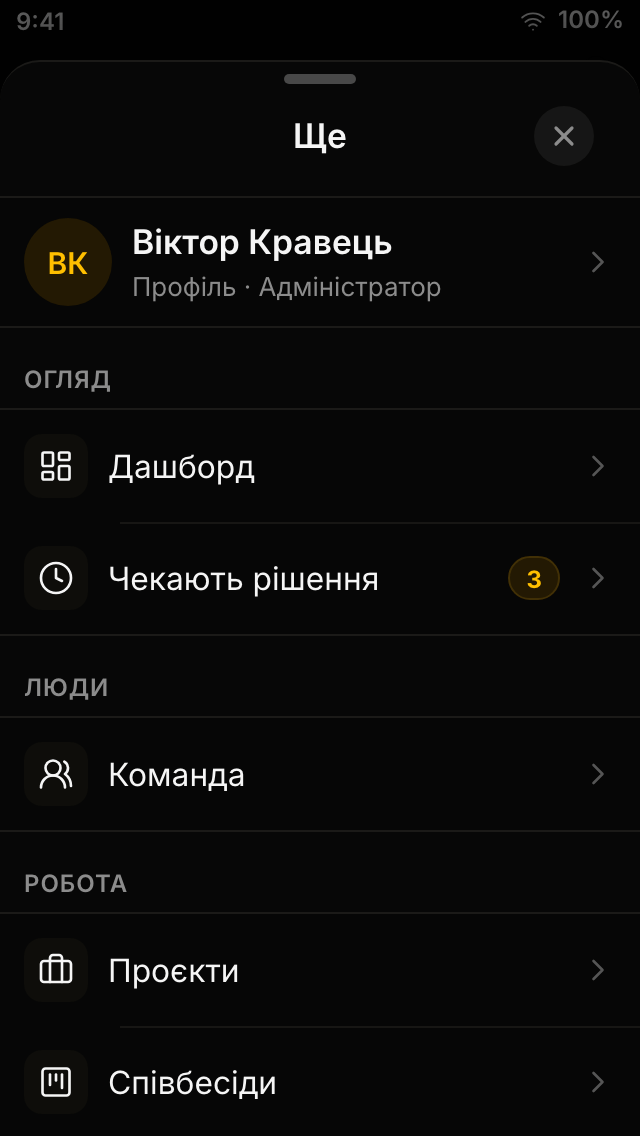 9:41
100%
Ще
ВК
Віктор Кравець
Профіль · Адміністратор
ОГЛЯД
Дашборд
Чекають рішення
3
ЛЮДИ
Команда
РОБОТА
Проєкти
Співбесіди